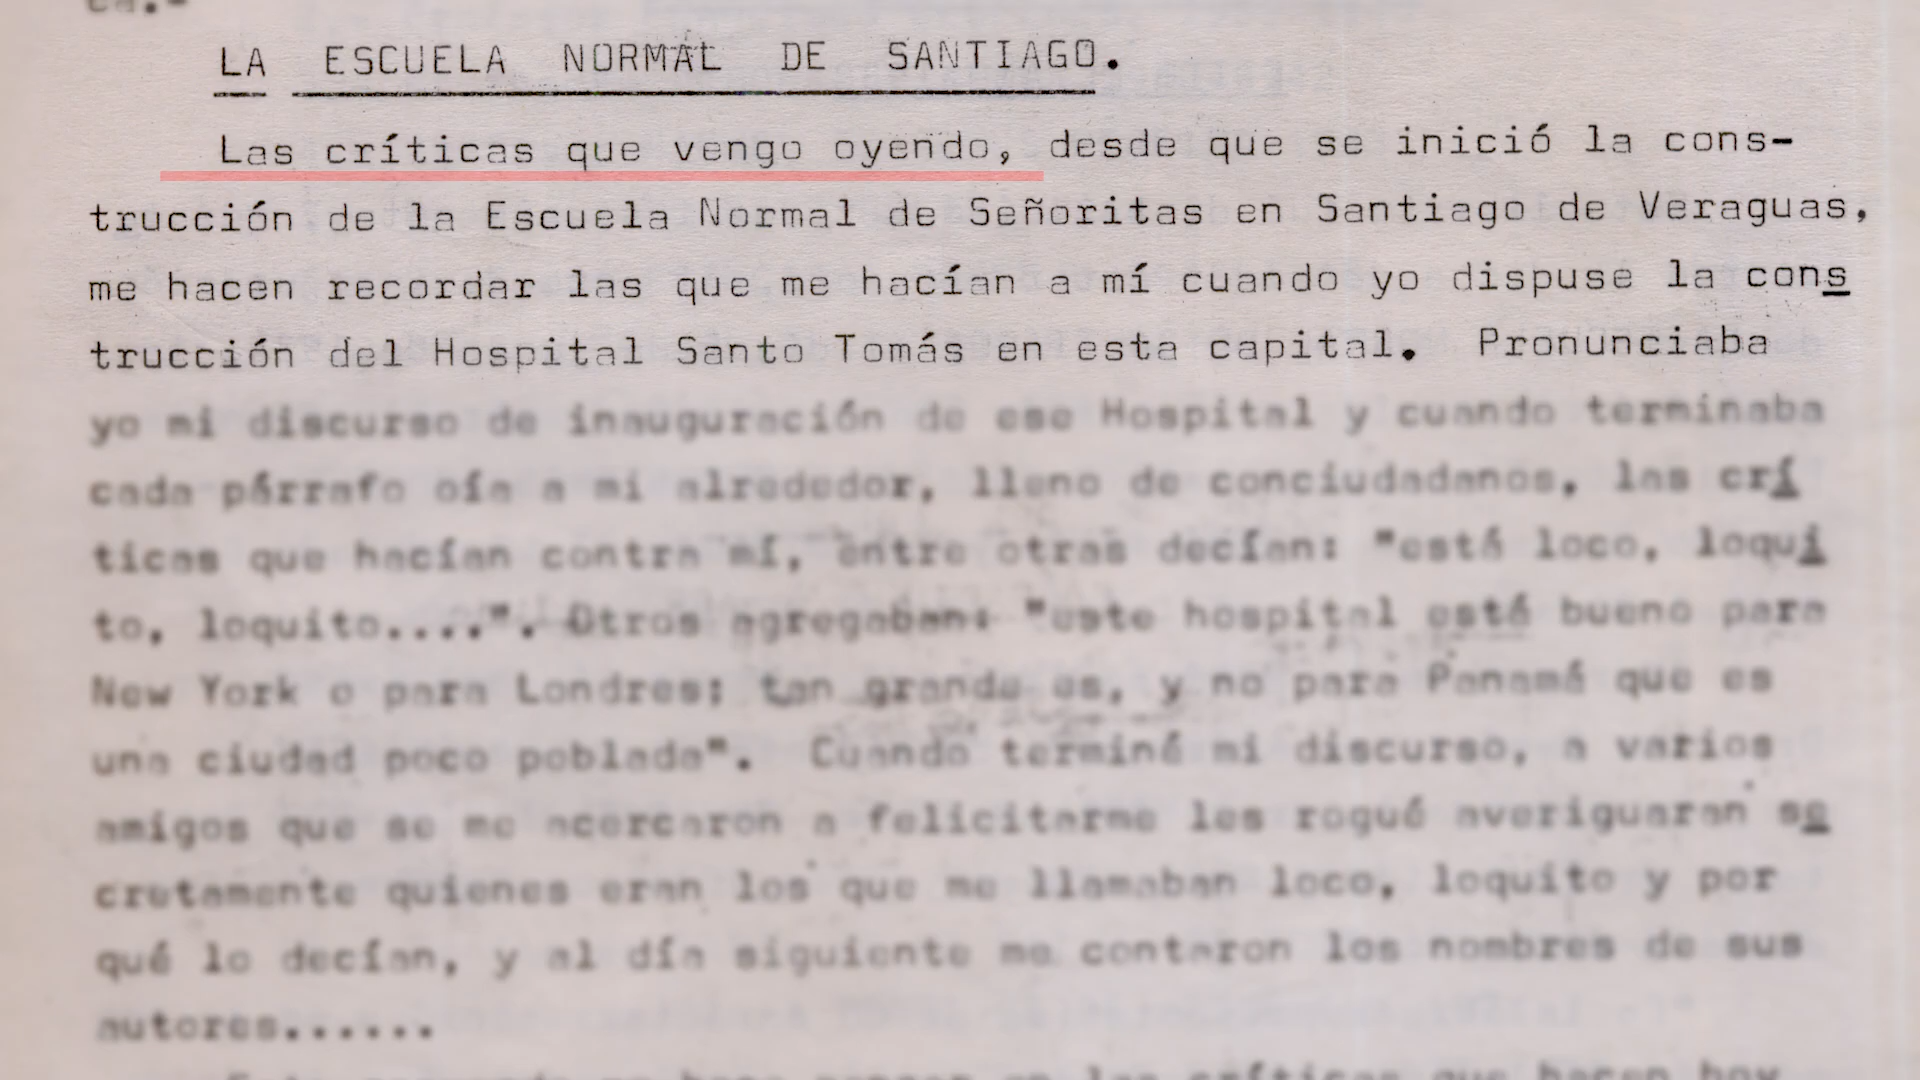 LA ESCUELA NORMAL DE SANTIAGO.
Las críticas que vengo oyendo, desde que se inició la cons-
trucción de la Escuela Normal de Señoritas en Santiago de Veraguas,
me hacen recordar las que me hacían a mí cuando yo dispuse la cons
trucción del Hospital Santo Tomás en esta capital. Pronunciaba
yo mi discurso de inauguración de ese Hospital y cuando terminaba
cada párrafo oía a mi alrededor, lleno de conciudadanos, las crí
ticas que hacían contra mí, entre otras decían: "está loco, loqui
to, loquito....". Otros agregaban: "este hospital está bueno para
New York o para Londres; tan grande es, y no para Panamá que es
una ciudad poco poblada". Cuando terminé mi discurso, a varios
amigos que se me acercaron a felicitarme les rogué averiguaran se
cretamente quienes eran los que me llamaban loco, loquito y por
qué lo decían, y al día siguiente me contaron los nombres de sus
autores......
críticas que hacen hoy